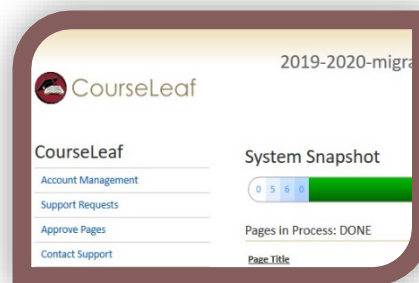 2019-2020-migra
CourseLeaf
CourseLeaf
Account Management
Support Requests
Approve Pages
Contact Support
System Snapshot
0 5 6 0
Pages in Process: DONE
Page Title